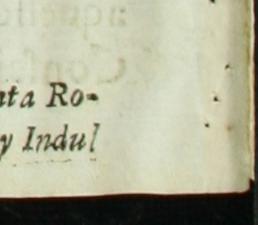 nta Ro-
y Indul